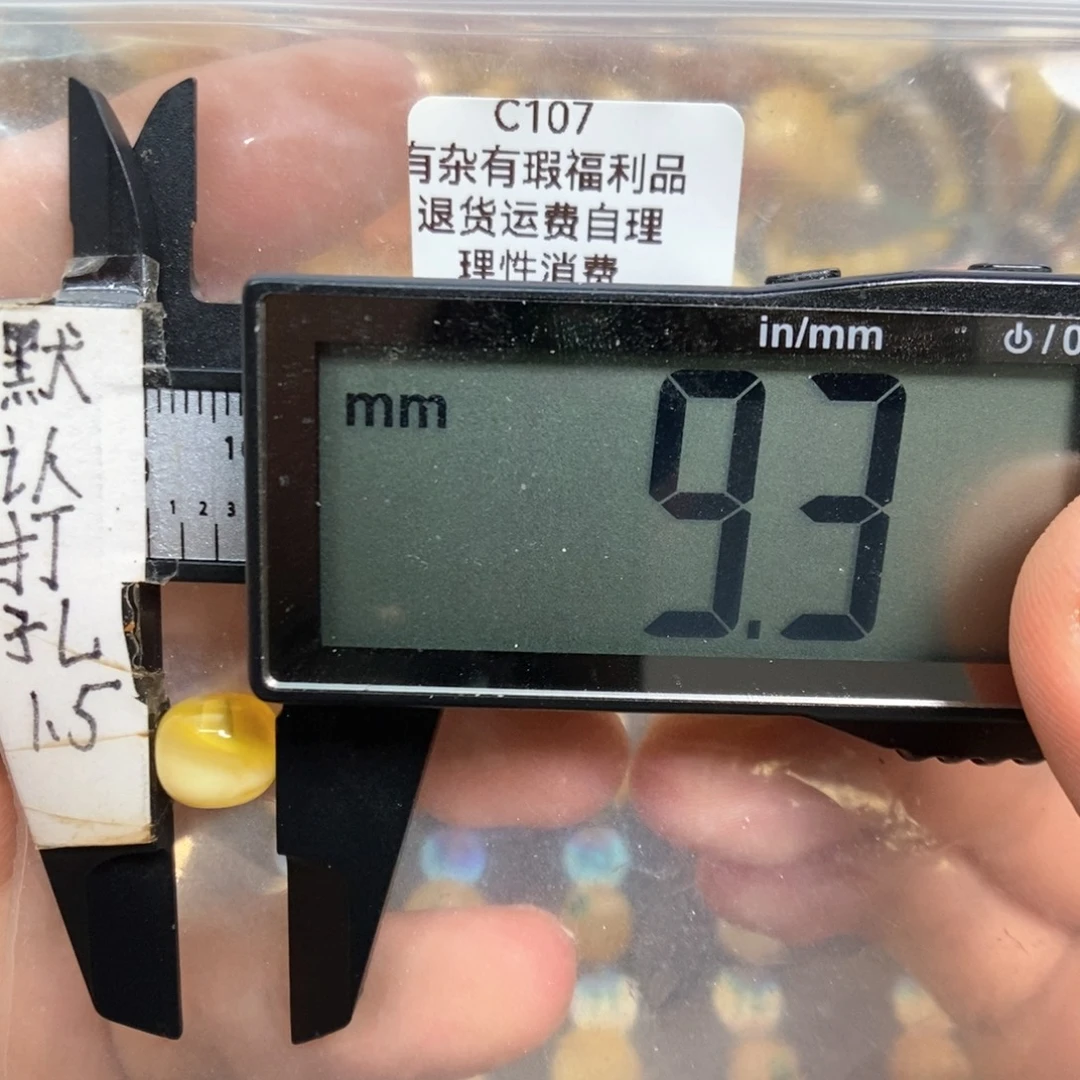 C107
有杂有瑕福利品
退货运费自理
理性消费
in/mm
⏻/0
mm
9.3
默
认
打
孔
1.5
1 2 3